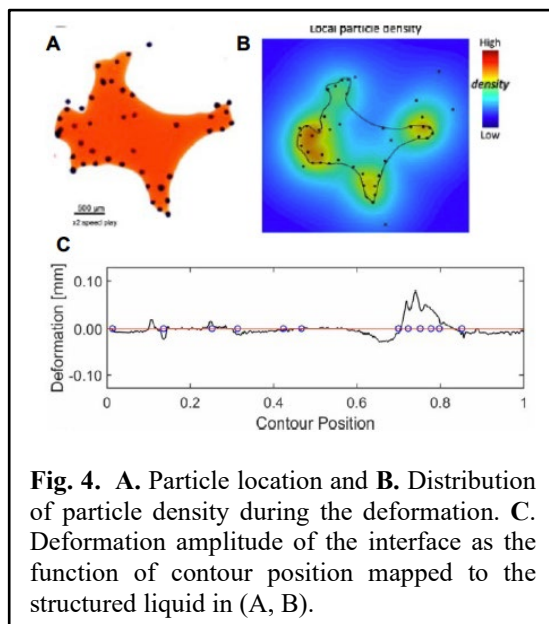 A
B
Local particle density
High
density
Low
500 µm
x2 speed play
C
0.10
0.00
-0.10
Deformation [mm]
0
0.2
0.4
0.6
0.8
1
Contour Position
Fig. 4. A. Particle location and B. Distribution
of particle density during the deformation. C.
Deformation amplitude of the interface as the
function of contour position mapped to the
structured liquid in (A, B).